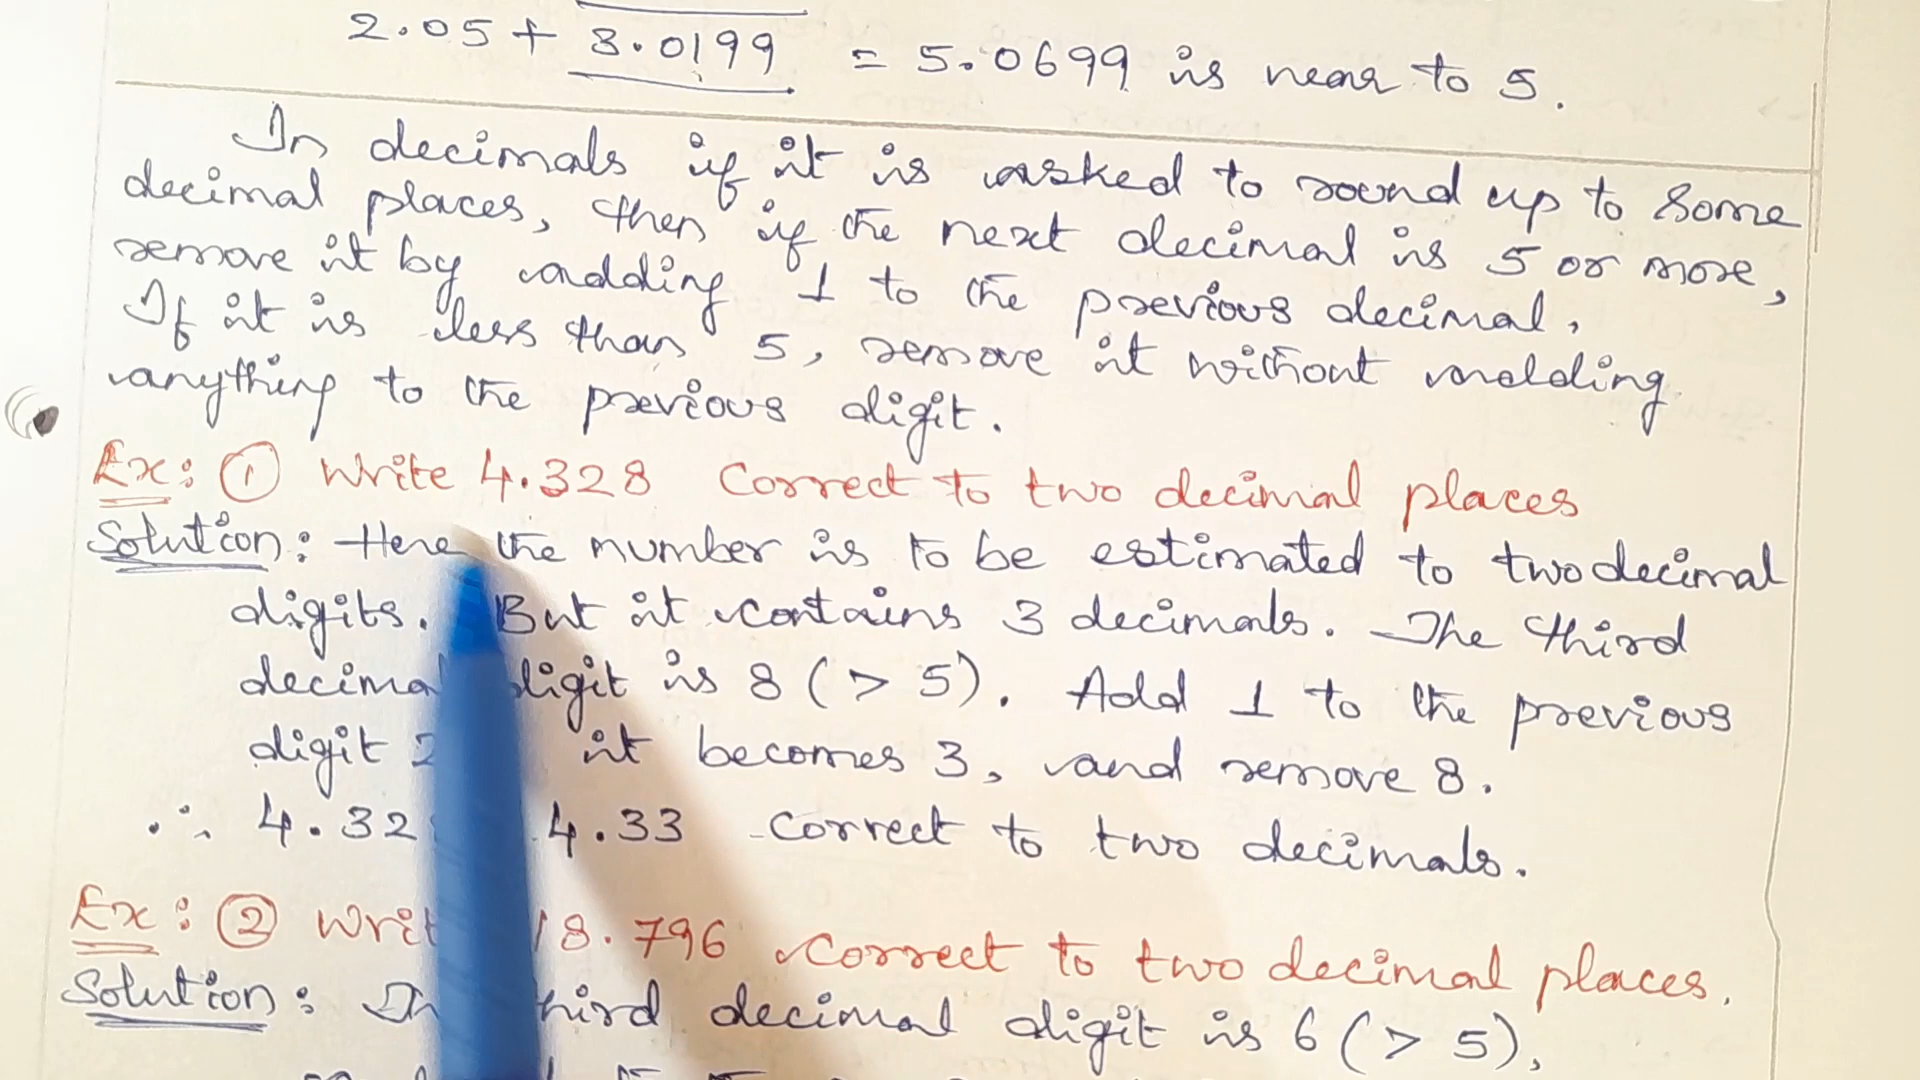 2.05 + 3.0199 = 5.0699 is near to 5.
In decimals if it is asked to round up to some
decimal places, then if the next decimal is 5 or more,
remove it by adding 1 to the previous decimal.
If it is less than 5, remove it without adding
anything to the previous digit.
Ex: ① Write 4.328 correct to two decimal places
Solution: Here the number is to be estimated to two decimal
digits. But it contains 3 decimals. The third
decimal digit is 8 (> 5). Add 1 to the previous
digit 2 it becomes 3, and remove 8.
∴ 4.32 4.33 correct to two decimals.
Ex: ② Write 18.796 correct to two decimal places.
Solution: third decimal digit is 6 (> 5),